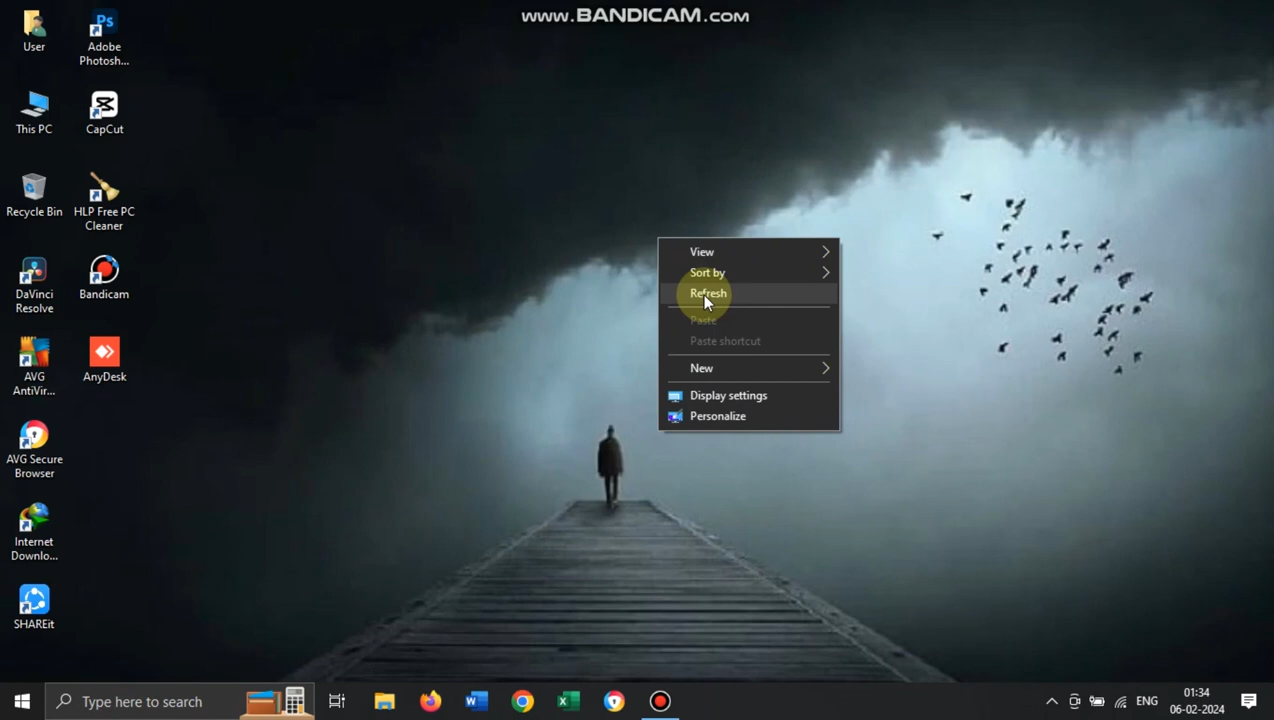 www.BANDICAM.com
User
Adobe
Photosh...
Ps
This PC
CapCut
Recycle Bin
HLP Free PC
Cleaner
DaVinci
Resolve
Bandicam
AVG
AntiVir...
AnyDesk
AVG Secure
Browser
Internet
Downlo...
SHAREit
View
Sort by
Refresh
Paste
Paste shortcut
New
Display settings
Personalize
Type here to search
W
X
ENG
01:34
06-02-2024